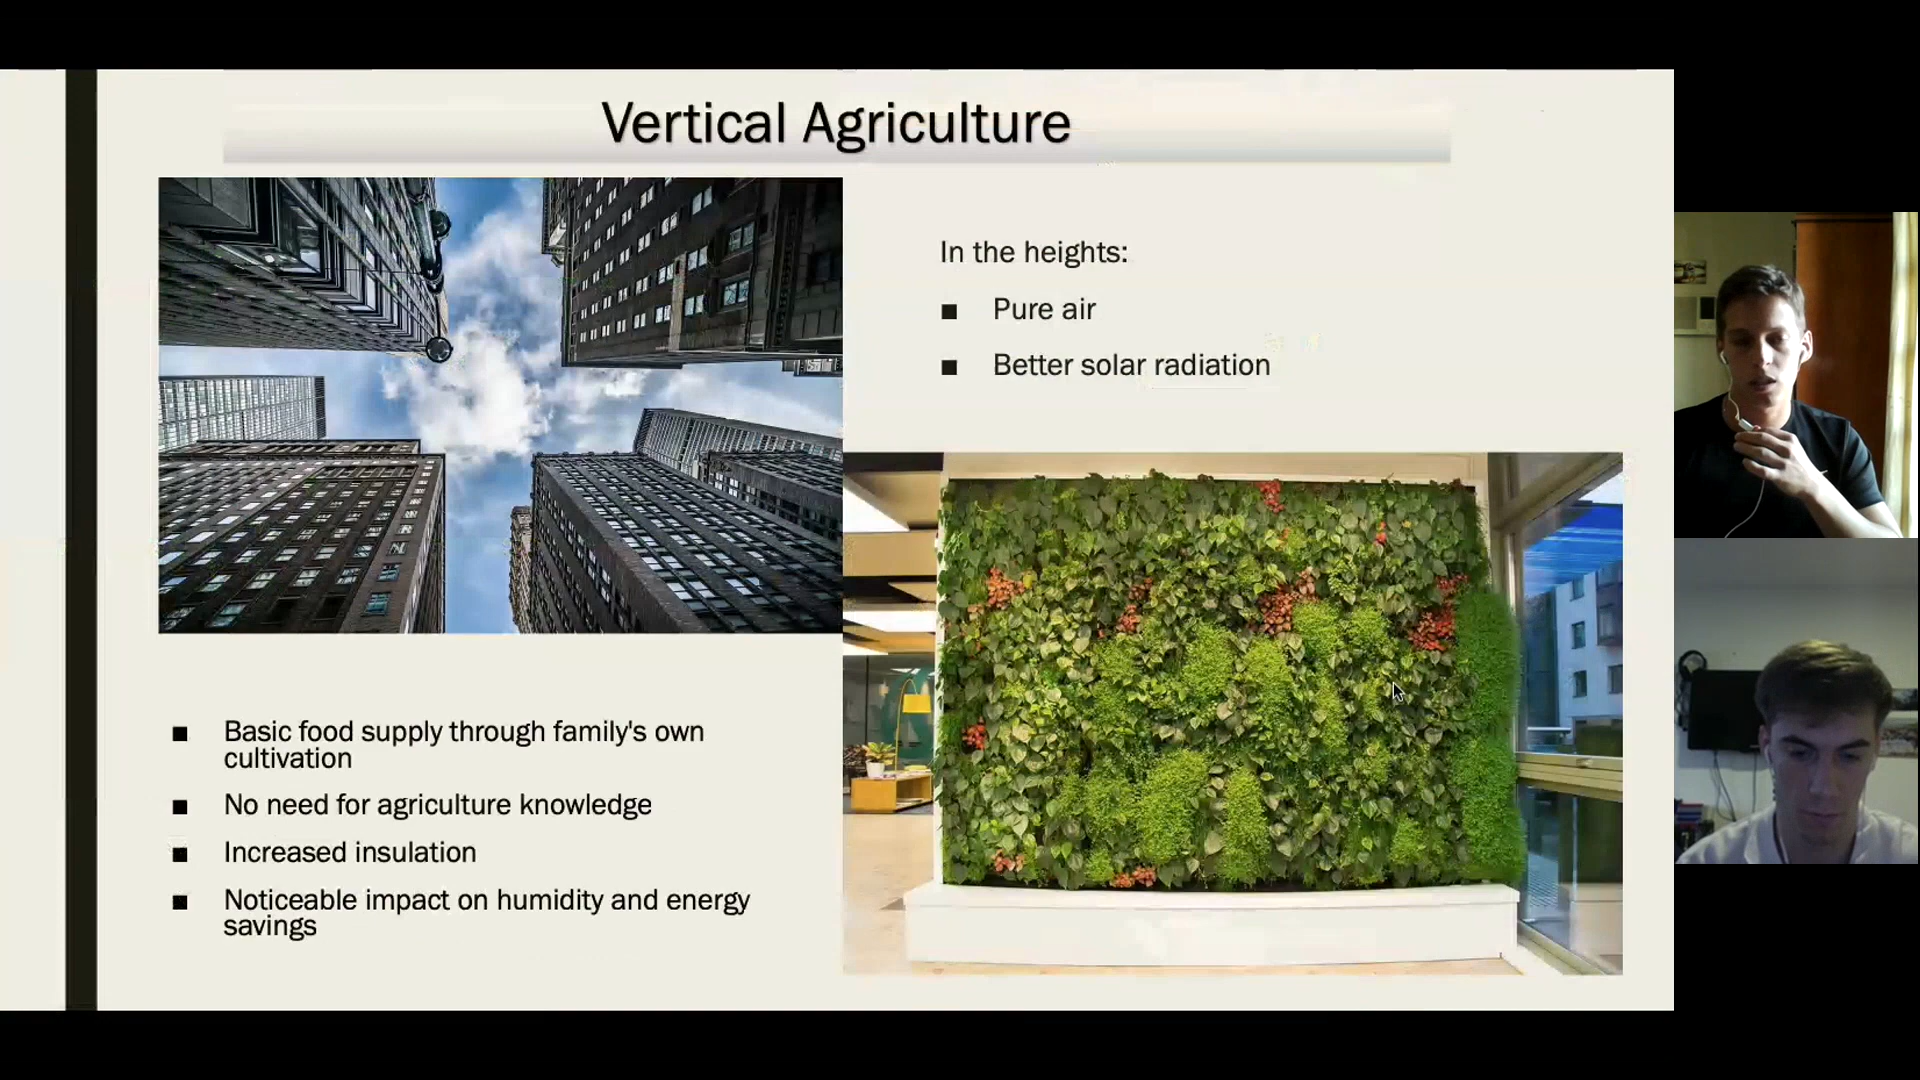 Vertical Agriculture
In the heights:
■ Pure air
■ Better solar radiation
■ Basic food supply through family's own
cultivation
■ No need for agriculture knowledge
■ Increased insulation
■ Noticeable impact on humidity and energy
savings